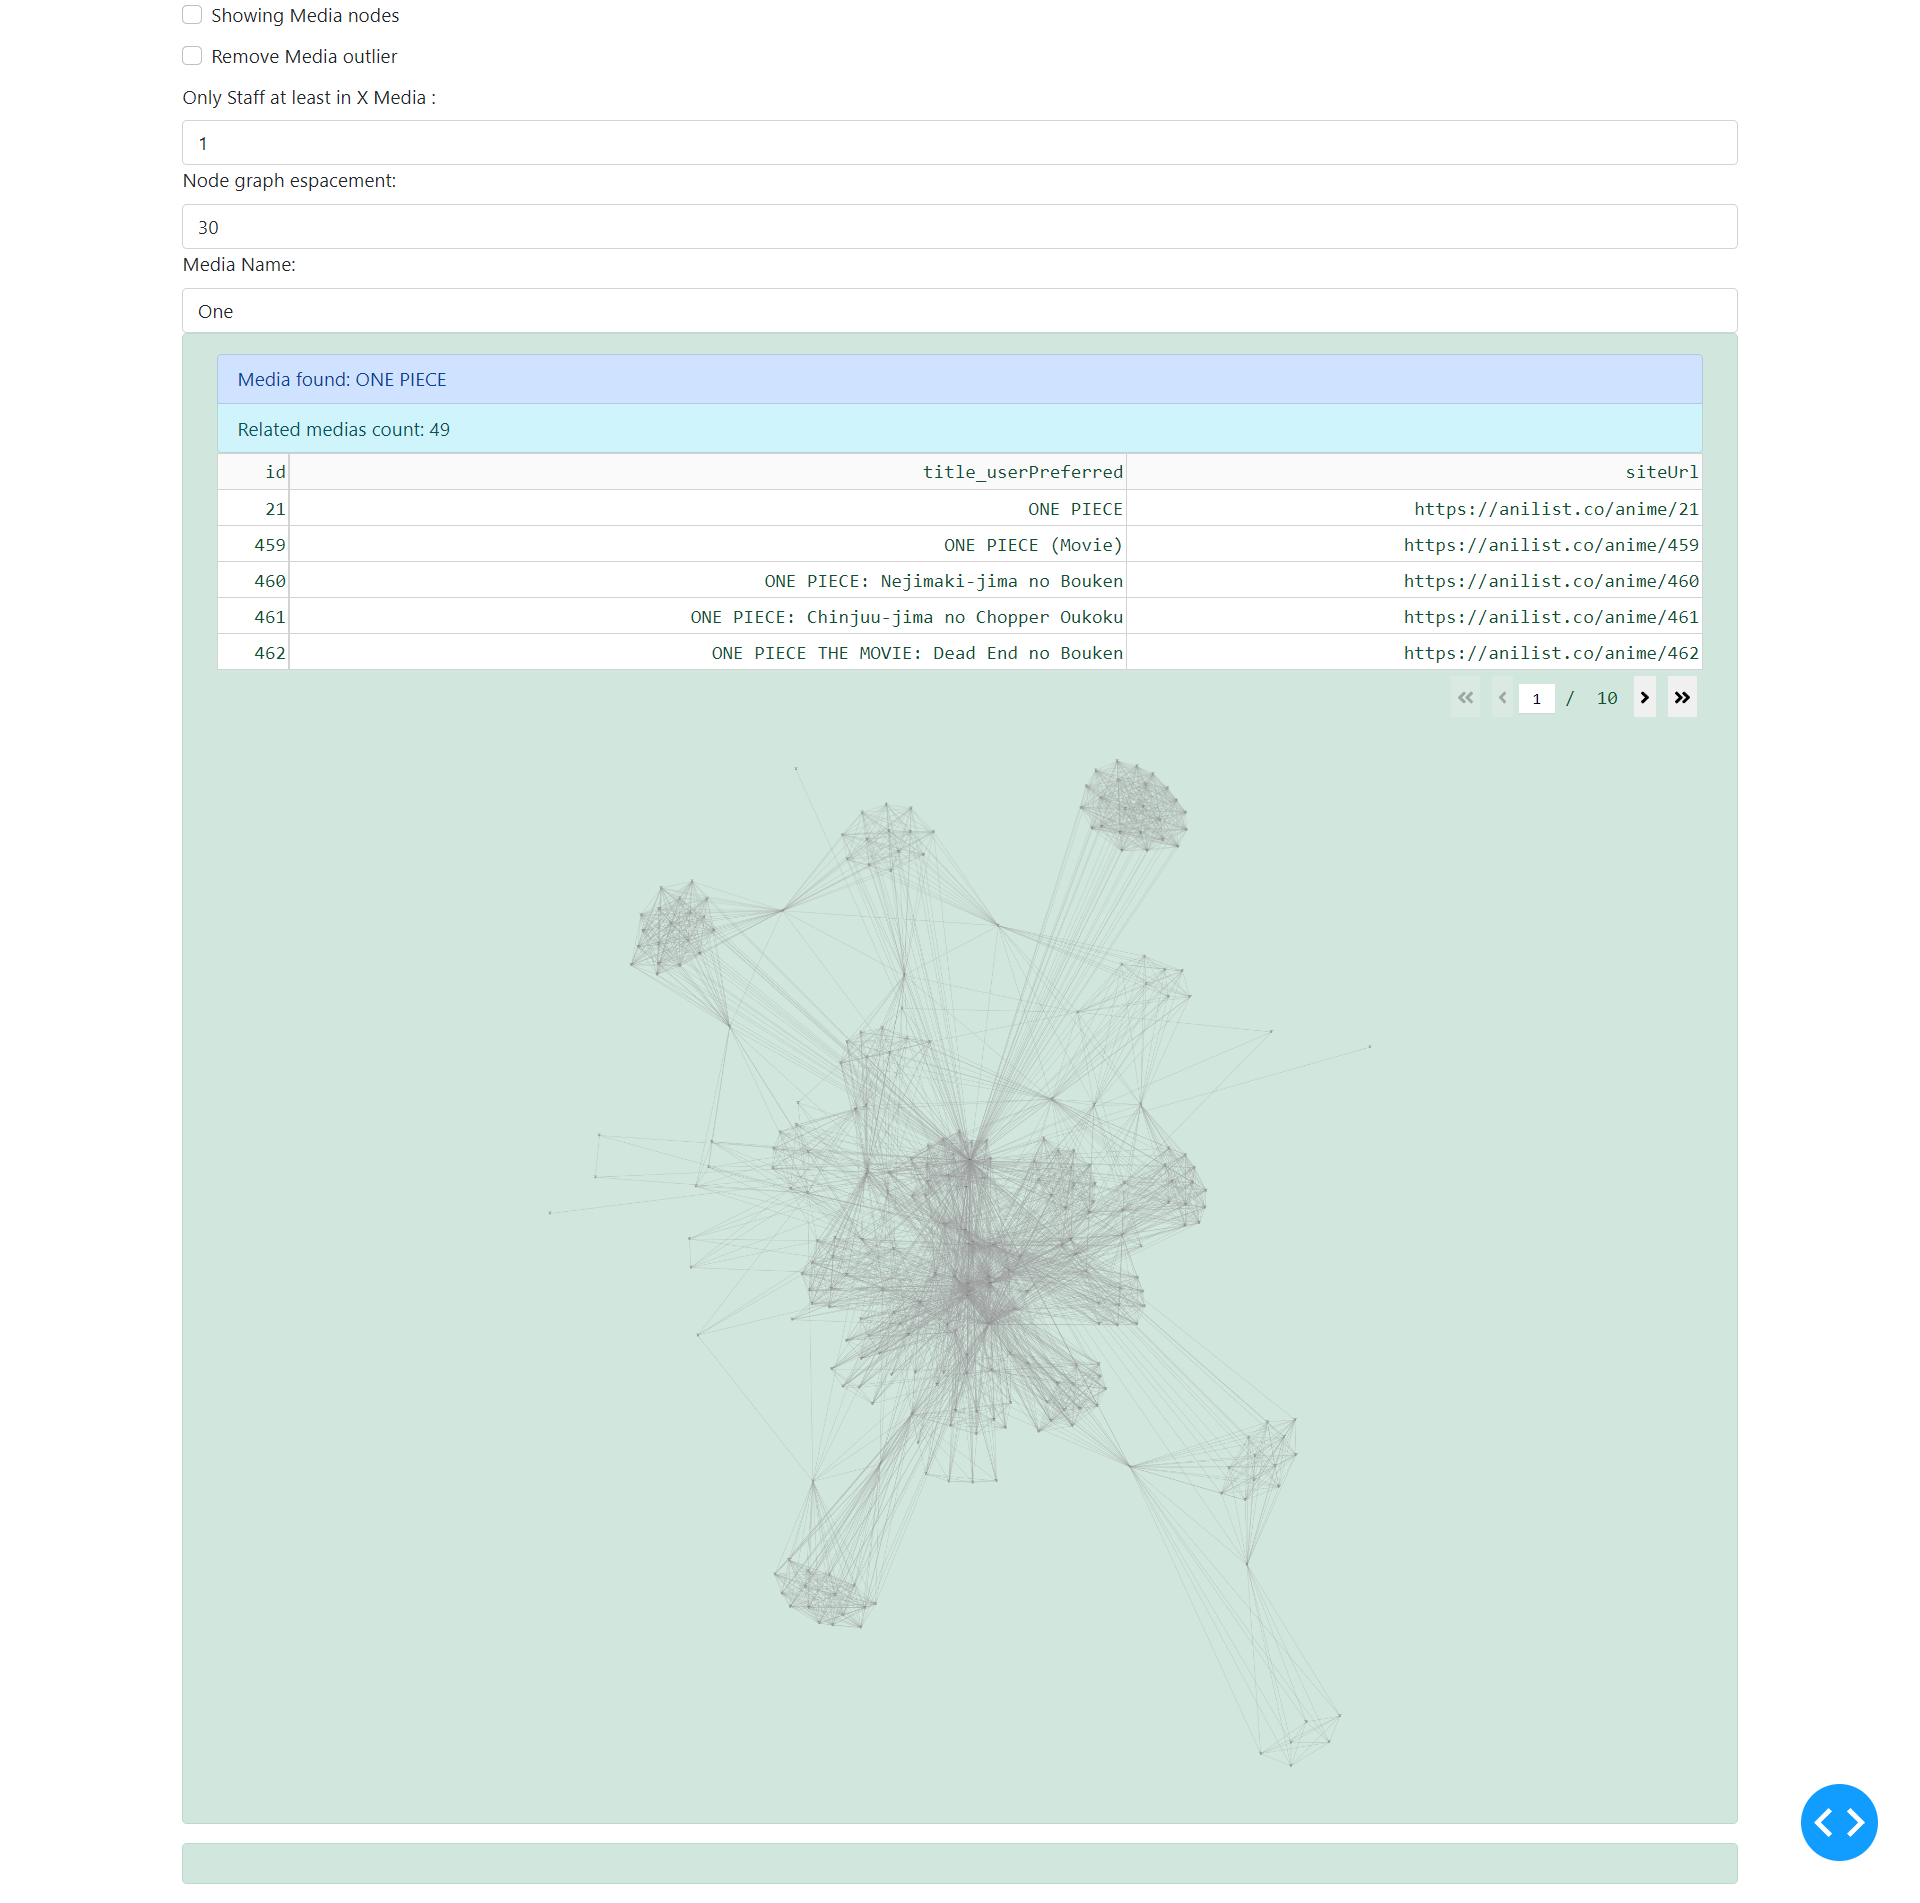 Showing Media nodes
Remove Media outlier
Only Staff at least in X Media :
1
Node graph espacement:
30
Media Name:
One
Media found: ONE PIECE
Related medias count: 49
id title_userPreferred siteUrl
21 ONE PIECE https://anilist.co/anime/21
459 ONE PIECE (Movie) https://anilist.co/anime/459
460 ONE PIECE: Nejimaki-jima no Bouken https://anilist.co/anime/460
461 ONE PIECE: Chinjuu-jima no Chopper Oukoku https://anilist.co/anime/461
462 ONE PIECE THE MOVIE: Dead End no Bouken https://anilist.co/anime/462
1 / 10